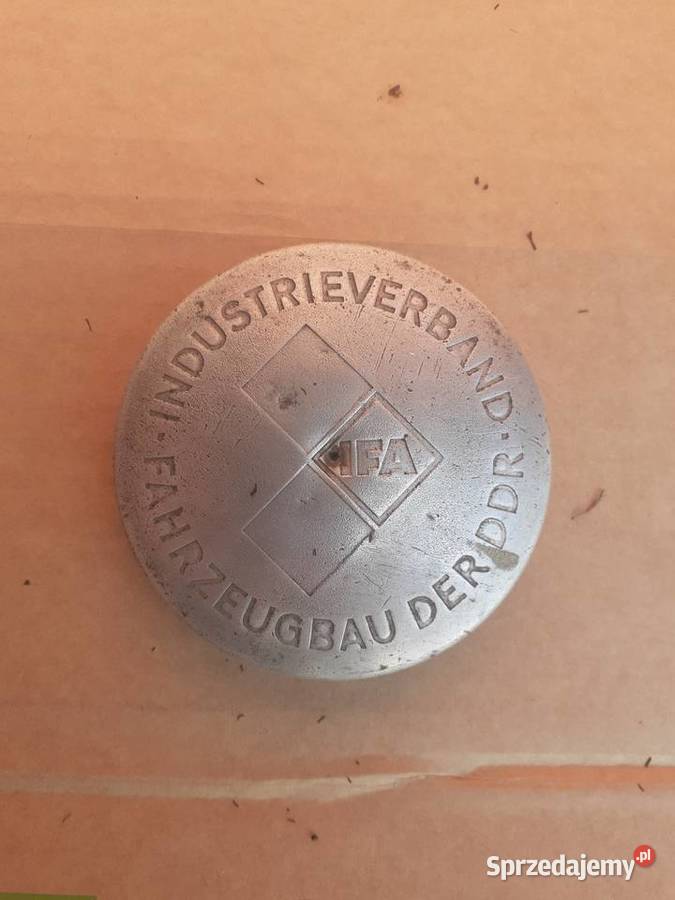 · INDUSTRIEVERBAND ·
FAHRZEUGBAU DER DDR
IFA
Sprzedajemy.pl